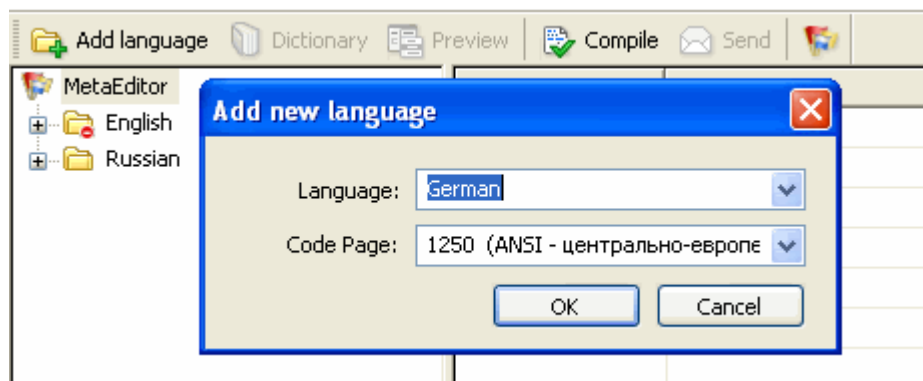 Add language Dictionary Preview Compile Send
MetaEditor
English
Russian
Add new language
Language: German
Code Page: 1250 (ANSI - центрально-европе
OK Cancel